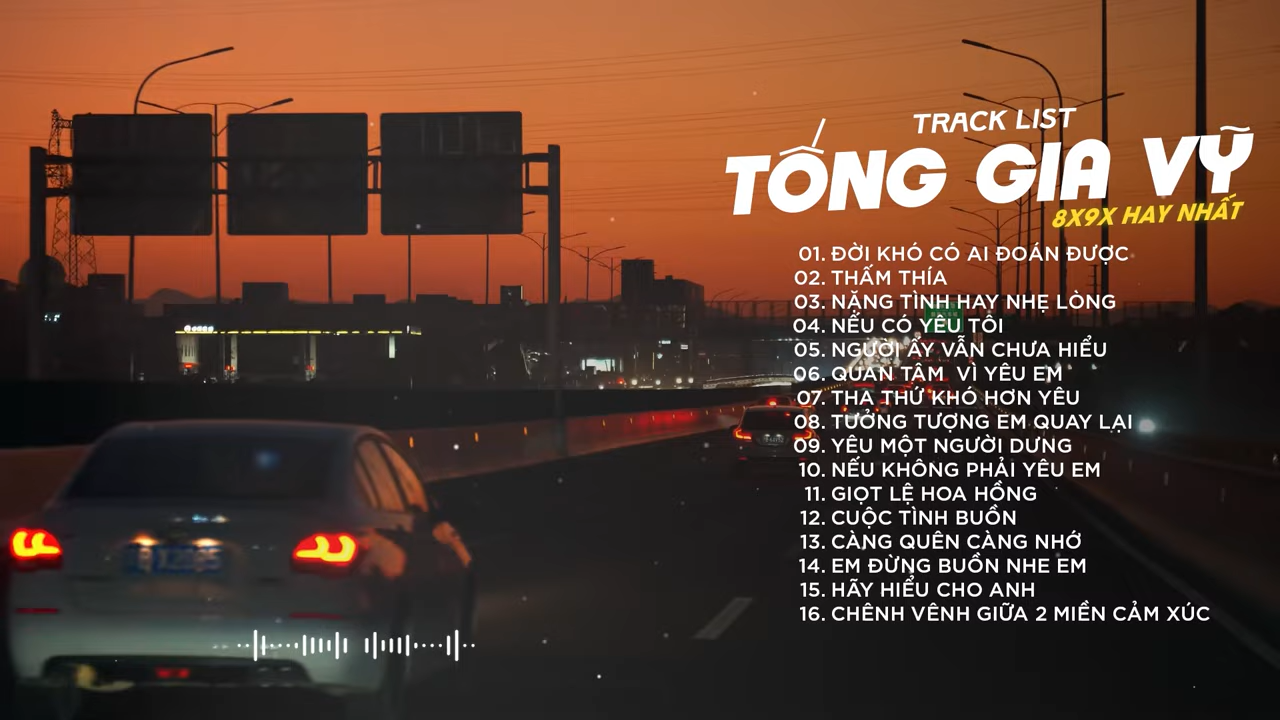 TRACK LIST
TỐNG GIA VỸ
8X9X HAY NHẤT
01. ĐỜI KHÓ CÓ AI ĐOÁN ĐƯỢC
02. THẤM THÍA
03. NẶNG TÌNH HAY NHẸ LÒNG
04. NẾU CÓ YÊU TÔI
05. NGƯỜI ẤY VẪN CHƯA HIỂU
06. QUAN TÂM VÌ YÊU EM
07. THA THỨ KHÓ HƠN YÊU
08. TƯỞNG TƯỢNG EM QUAY LẠI
09. YÊU MỘT NGƯỜI DƯNG
10. NẾU KHÔNG PHẢI YÊU EM
11. GIỌT LỆ HOA HỒNG
12. CUỘC TÌNH BUỒN
13. CÀNG QUÊN CÀNG NHỚ
14. EM ĐỪNG BUỒN NHE EM
15. HÃY HIỂU CHO ANH
16. CHÊNH VÊNH GIỮA 2 MIỀN CẢM XÚC